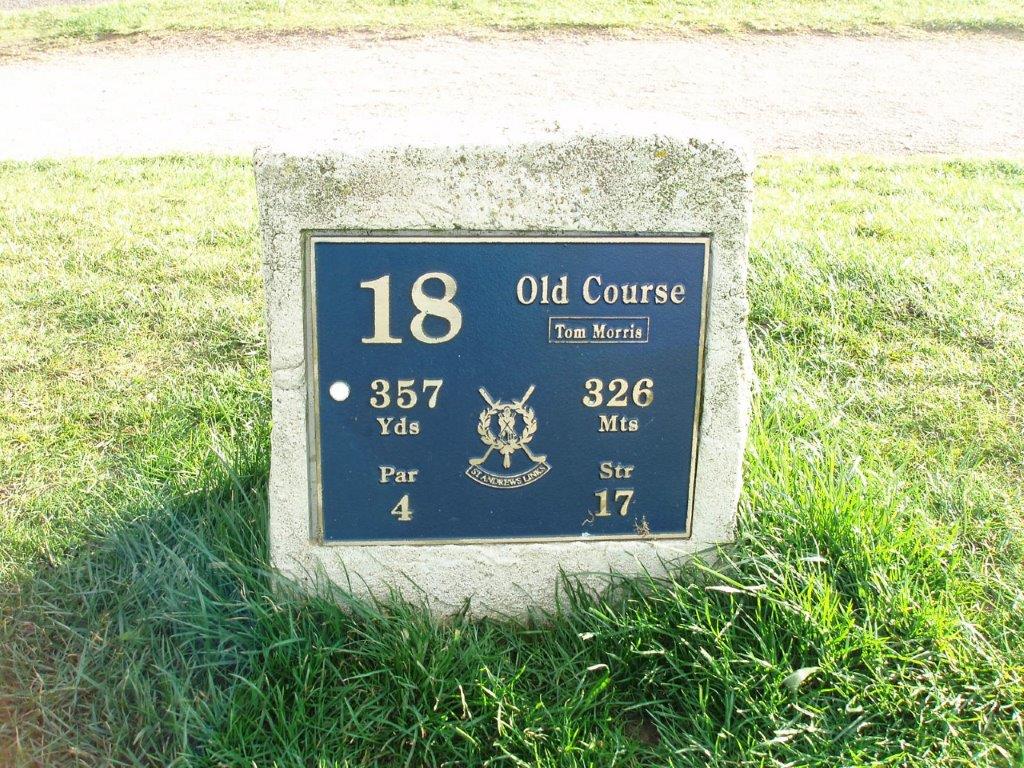 18
Old Course
Tom Morris
357
Yds
326
Mts
ST ANDREWS LINKS
Par
4
Str
17